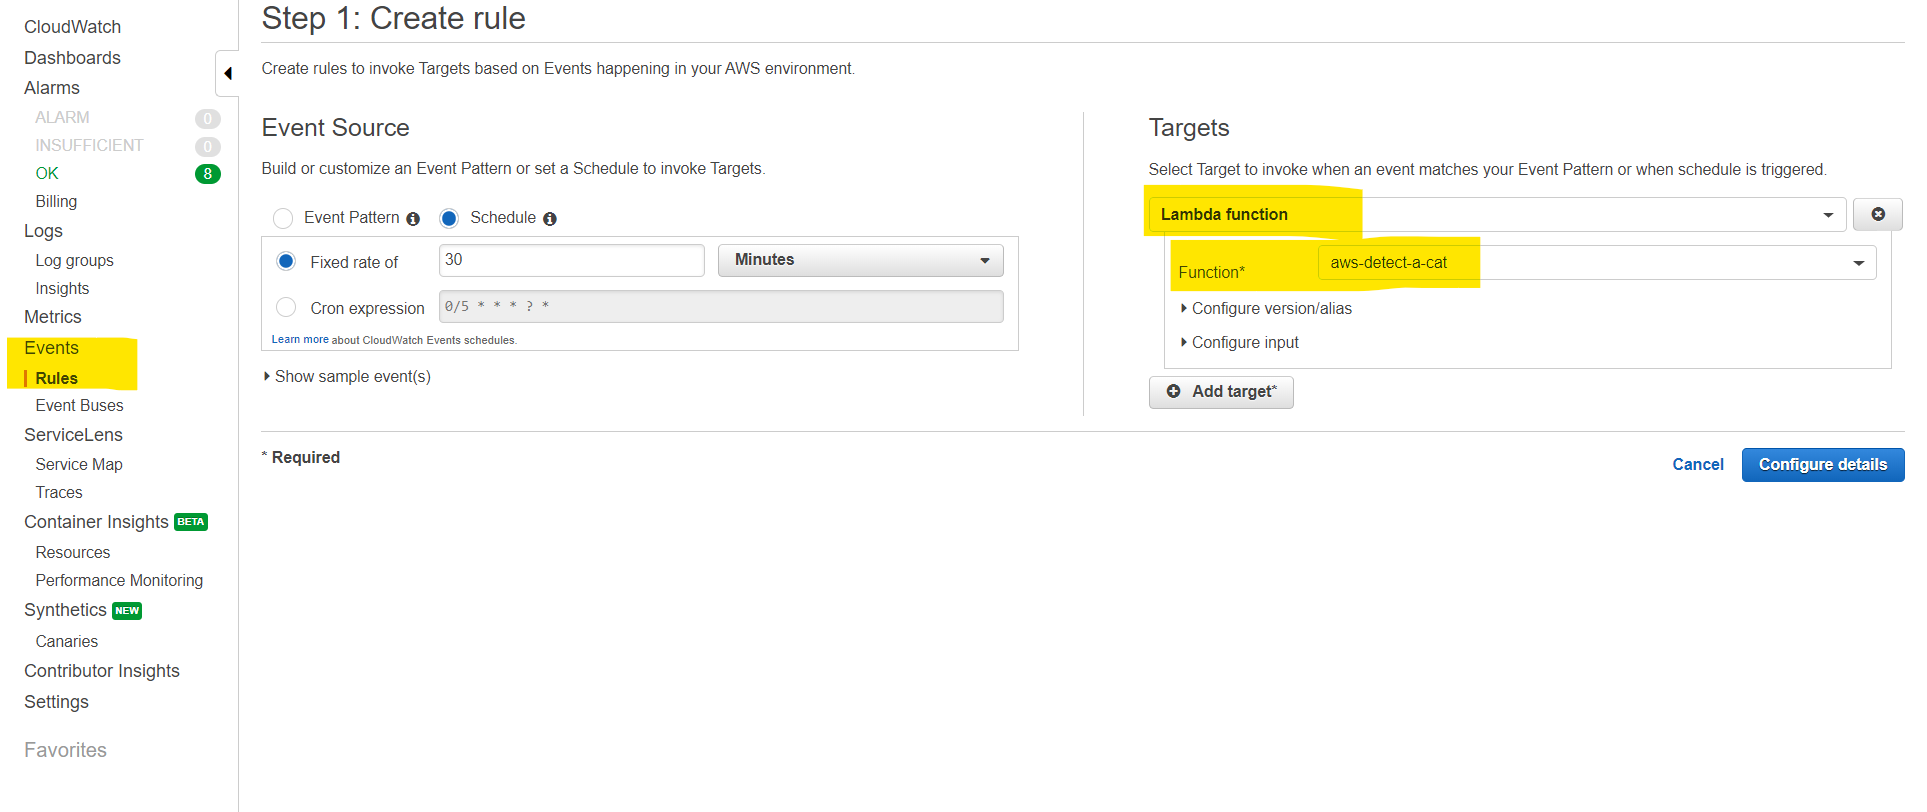 CloudWatch
Dashboards
Alarms
ALARM 0
INSUFFICIENT 0
OK 8
Billing
Logs
Log groups
Insights
Metrics
Events
Rules
Event Buses
ServiceLens
Service Map
Traces
Container Insights BETA
Resources
Performance Monitoring
Synthetics NEW
Canaries
Contributor Insights
Settings
Favorites
Step 1: Create rule
Create rules to invoke Targets based on Events happening in your AWS environment.
Event Source
Build or customize an Event Pattern or set a Schedule to invoke Targets.
Event Pattern Schedule
Fixed rate of 30 Minutes
Cron expression 0/5 * * * ? *
Learn more about CloudWatch Events schedules.
Show sample event(s)
Targets
Select Target to invoke when an event matches your Event Pattern or when schedule is triggered.
Lambda function
Function* aws-detect-a-cat
Configure version/alias
Configure input
Add target*
* Required
Cancel Configure details